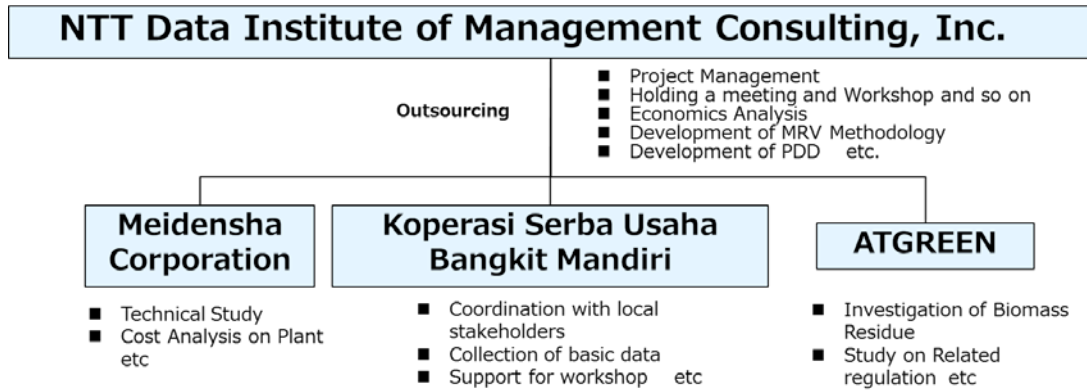 NTT Data Institute of Management Consulting, Inc.
Outsourcing
■ Project Management
■ Holding a meeting and Workshop and so on
■ Economics Analysis
■ Development of MRV Methodology
■ Development of PDD etc.
Meidensha
Corporation
■ Technical Study
■ Cost Analysis on Plant
etc
Koperasi Serba Usaha
Bangkit Mandiri
■ Coordination with local
stakeholders
■ Collection of basic data
■ Support for workshop etc
ATGREEN
■ Investigation of Biomass
Residue
■ Study on Related
regulation etc